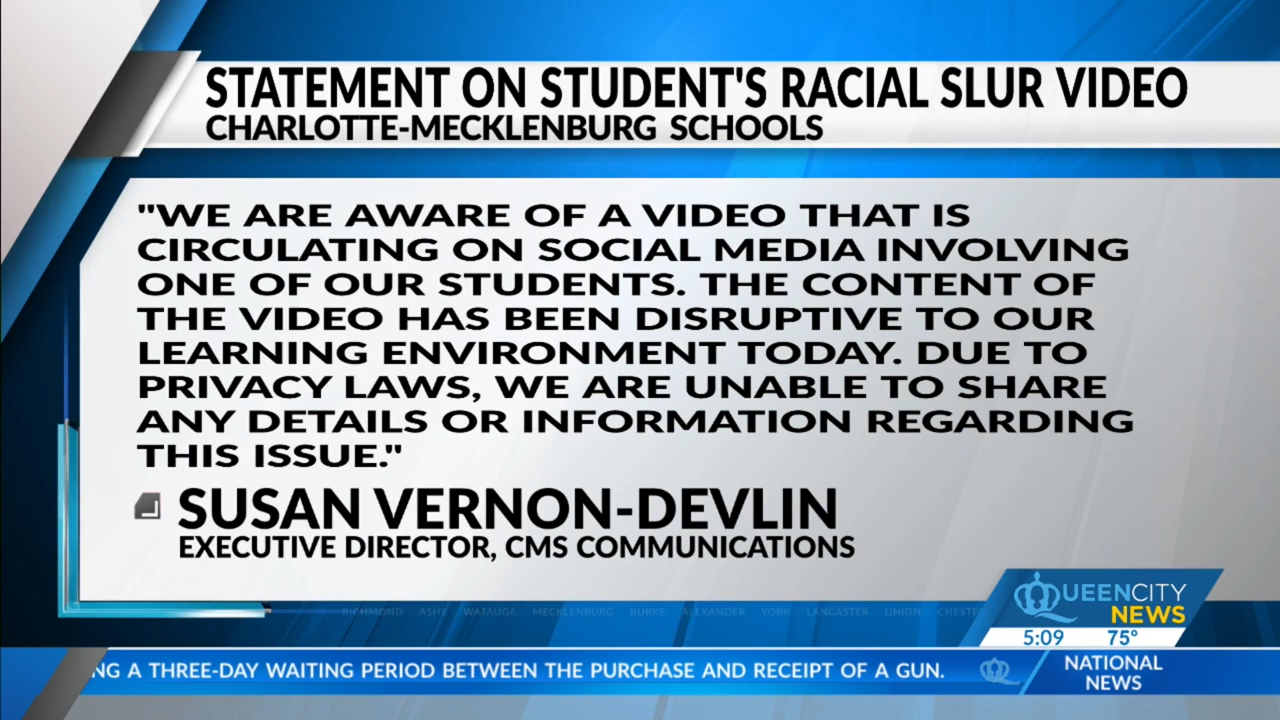 STATEMENT ON STUDENT'S RACIAL SLUR VIDEO
CHARLOTTE-MECKLENBURG SCHOOLS
"WE ARE AWARE OF A VIDEO THAT IS
CIRCULATING ON SOCIAL MEDIA INVOLVING
ONE OF OUR STUDENTS. THE CONTENT OF
THE VIDEO HAS BEEN DISRUPTIVE TO OUR
LEARNING ENVIRONMENT TODAY. DUE TO
PRIVACY LAWS, WE ARE UNABLE TO SHARE
ANY DETAILS OR INFORMATION REGARDING
THIS ISSUE."
SUSAN VERNON-DEVLIN
EXECUTIVE DIRECTOR, CMS COMMUNICATIONS
RICHMOND ASHE WATAUGA MECKLENBURG BURKE ALEXANDER YORK LANCASTER UNION
QUEENCITY
NEWS
5:09 75°
A THREE-DAY WAITING PERIOD BETWEEN THE PURCHASE AND RECEIPT OF A GUN.
NATIONAL
NEWS